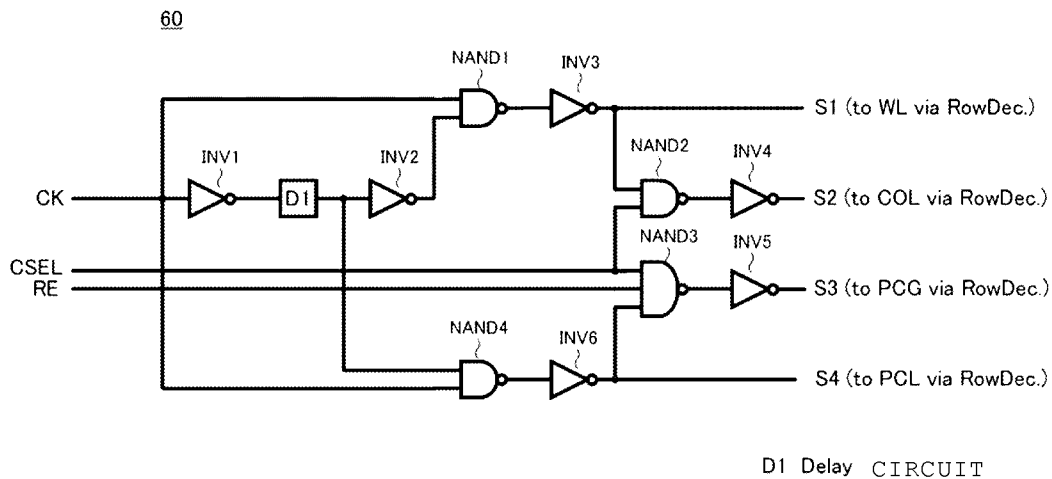 60
NAND1
INV3
S1 (to WL via RowDec.)
INV1
INV2
NAND2
INV4
CK
D1
S2 (to COL via RowDec.)
NAND3
INV5
CSEL
RE
S3 (to PCG via RowDec.)
NAND4
INV6
S4 (to PCL via RowDec.)
D1 Delay CIRCUIT